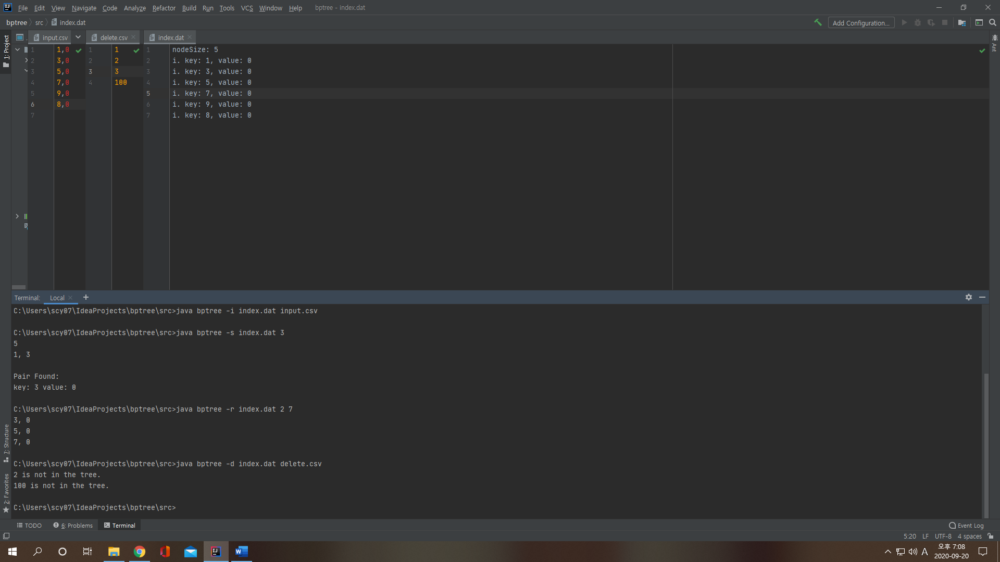 File Edit View Navigate Code Analyze Refactor Build Run Tools VCS Window Help bptree - index.dat
bptree src index.dat
Add Configuration...
1: Project
input.csv
delete.csv
index.dat
1 1,0
2 3,0
3 5,0
4 7,0
5 9,0
6 8,0
7
1 1
2 2
3 3
4 100
1 nodeSize: 5
2 i. key: 1, value: 0
3 i. key: 3, value: 0
4 i. key: 5, value: 0
5 i. key: 7, value: 0
6 i. key: 9, value: 0
7 i. key: 8, value: 0
Ant
Terminal: Local
C:\Users\scy07\IdeaProjects\bptree\src>java bptree -i index.dat input.csv
C:\Users\scy07\IdeaProjects\bptree\src>java bptree -s index.dat 3
5
1, 3
Pair Found:
key: 3 value: 0
C:\Users\scy07\IdeaProjects\bptree\src>java bptree -r index.dat 2 7
3, 0
5, 0
7, 0
C:\Users\scy07\IdeaProjects\bptree\src>java bptree -d index.dat delete.csv
2 is not in the tree.
100 is not in the tree.
C:\Users\scy07\IdeaProjects\bptree\src>
7: Structure
2: Favorites
TODO 6: Problems Terminal Event Log
5:20 LF UTF-8 4 spaces
A
오후 7:08
2020-09-20